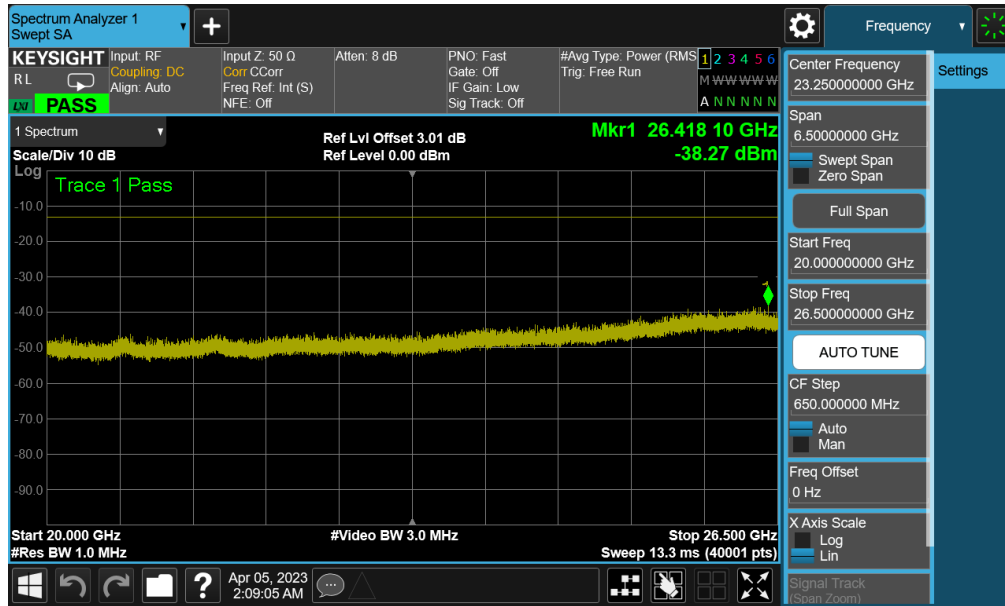 Spectrum Analyzer 1
Swept SA
+
Frequency
KEYSIGHT
R L
LXI PASS
Input: RF
Coupling: DC
Align: Auto
Input Z: 50 Ω
Corr CCorr
Freq Ref: Int (S)
NFE: Off
Atten: 8 dB
PNO: Fast
Gate: Off
IF Gain: Low
Sig Track: Off
#Avg Type: Power (RMS
Trig: Free Run
1 2 3 4 5 6
M W W W W W
A N N N N N
1 Spectrum
Scale/Div 10 dB
Ref Lvl Offset 3.01 dB
Ref Level 0.00 dBm
Mkr1 26.418 10 GHz
-38.27 dBm
Log
Trace 1 Pass
-10.0
-20.0
-30.0
-40.0
-50.0
-60.0
-70.0
-80.0
-90.0
Start 20.000 GHz
#Res BW 1.0 MHz
#Video BW 3.0 MHz
Stop 26.500 GHz
Sweep 13.3 ms (40001 pts)
?
Apr 05, 2023
2:09:05 AM
Center Frequency
23.250000000 GHz
Span
6.50000000 GHz
Swept Span
Zero Span
Full Span
Start Freq
20.000000000 GHz
Stop Freq
26.500000000 GHz
AUTO TUNE
CF Step
650.000000 MHz
Auto
Man
Freq Offset
0 Hz
X Axis Scale
Log
Lin
Signal Track
(Span Zoom)
Settings